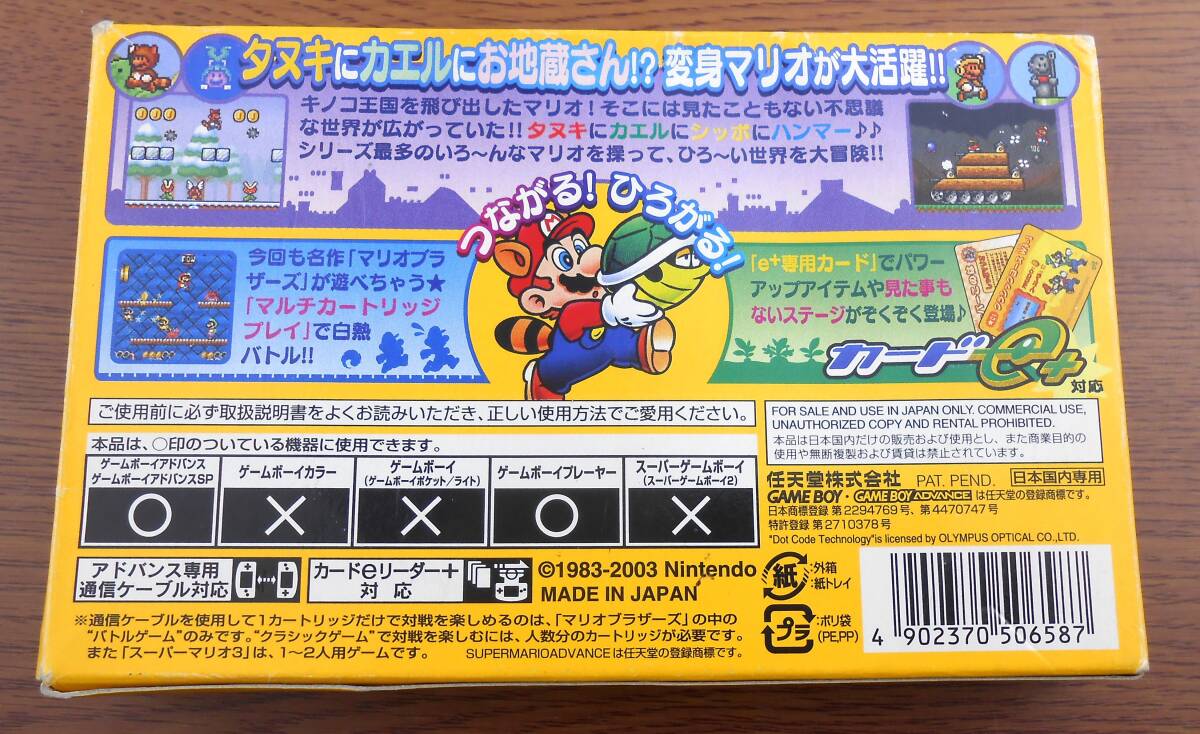 タヌキにカエルにお地蔵さん!? 変身マリオが大活躍!!
キノコ王国を飛び出したマリオ!そこには見たこともない不思議
な世界が広がっていた!!タヌキにカエルにシッポにハンマー♪♪
シリーズ最多のいろ〜んなマリオを操って、ひろ〜い世界を大冒険!!
つながる!ひろがる!
今回も名作「マリオブラ
ザーズ」が遊べちゃう★
「マルチカートリッジ
プレイ」で白熱
バトル!!
「e+専用カード」でパワー
アップアイテムや見た事も
ないステージがぞくぞく登場♪
カードe+
対応
ご使用前に必ず取扱説明書をよくお読みいただき、正しい使用方法でご愛用ください。
本品は、○印のついている機器に使用できます。
ゲームボーイアドバンス
ゲームボーイアドバンスSP
○
ゲームボーイカラー
×
ゲームボーイ
(ゲームボーイポケット/ライト)
×
ゲームボーイプレーヤー
○
スーパーゲームボーイ
(スーパーゲームボーイ2)
×
FOR SALE AND USE IN JAPAN ONLY. COMMERCIAL USE,
UNAUTHORIZED COPY AND RENTAL PROHIBITED.
本品は日本国内だけの販売および使用とし、また商業目的の
使用や無断複製および賃貸は禁止されています。
任天堂株式会社 PAT. PEND. 日本国内専用
GAME BOY・GAME BOY ADVANCE は任天堂の登録商標です。
日本商標登録 第2294769号、第4470747号
特許登録 第2710378号
"Dot Code Technology"is licensed by OLYMPUS OPTICAL CO.,LTD.
アドバンス専用
通信ケーブル対応
カードeリーダー+
対応
©1983-2003 Nintendo
MADE IN JAPAN
紙
:外箱
:紙トレイ
プラ
:ポリ袋
(PE,PP)
※通信ケーブルを使用して1カートリッジだけで対戦を楽しめるのは、「マリオブラザーズ」の中の
"バトルゲーム"のみです。"クラシックゲーム"で対戦を楽しむには、人数分のカートリッジが必要です。
また「スーパーマリオ3」は、1〜2人用ゲームです。
SUPERMARIOADVANCEは任天堂の登録商標です。
4 902370 506587